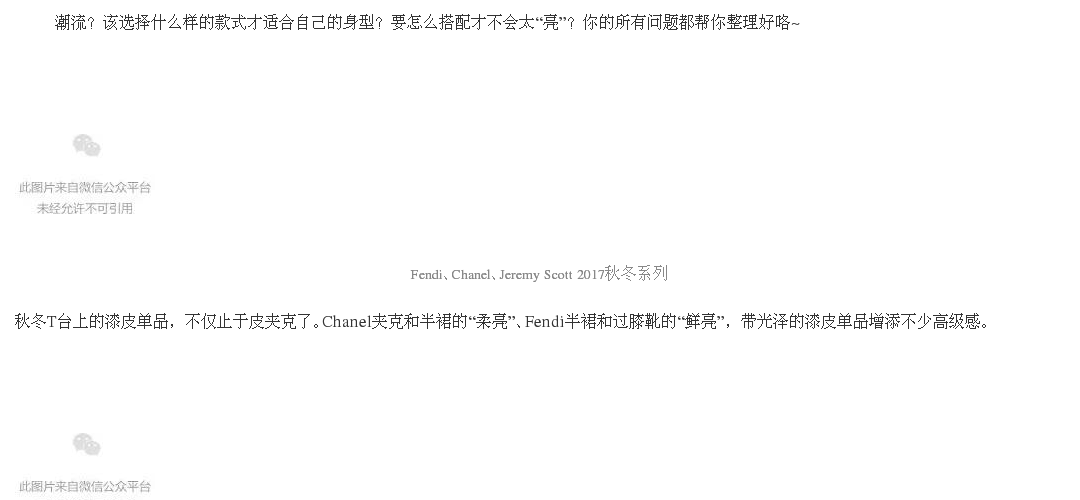 潮流？该选择什么样的款式才适合自己的身型？要怎么搭配才不会太“亮”？你的所有问题都帮你整理好咯~
此图片来自微信公众平台
未经允许不可引用
Fendi、Chanel、Jeremy Scott 2017秋冬系列
秋冬T台上的漆皮单品，不仅止于皮夹克了。Chanel夹克和半裙的“柔亮”、Fendi半裙和过膝靴的“鲜亮”，带光泽的漆皮单品增添不少高级感。
此图片来自微信公众平台